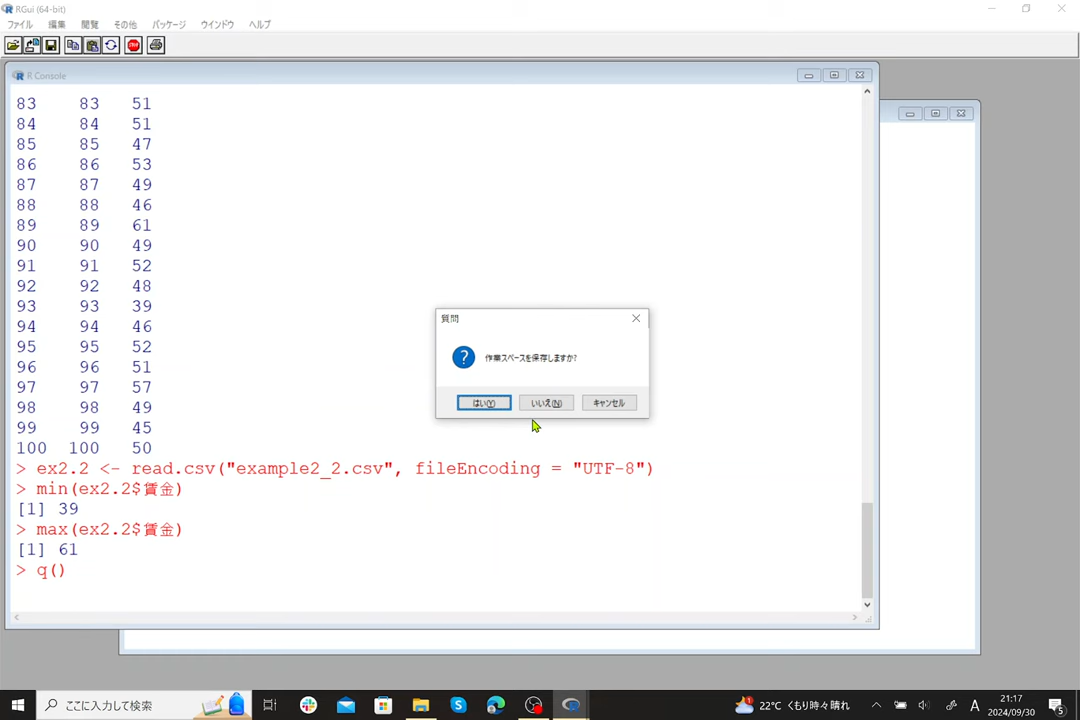 RGui (64-bit)
ファイル 編集 閲覧 その他 パッケージ ウインドウ ヘルプ
STOP
R Console
83 83 51
84 84 51
85 85 47
86 86 53
87 87 49
88 88 46
89 89 61
90 90 49
91 91 52
92 92 48
93 93 39
94 94 46
95 95 52
96 96 51
97 97 57
98 98 49
99 99 45
100 100 50
> ex2.2 <- read.csv("example2_2.csv", fileEncoding = "UTF-8")
> min(ex2.2$賃金)
[1] 39
> max(ex2.2$賃金)
[1] 61
> q()
質問
作業スペースを保存しますか?
はい(Y) いいえ(N) キャンセル
ここに入力して検索
22°C くもり時々晴れ
A
21:17
2024/09/30
5